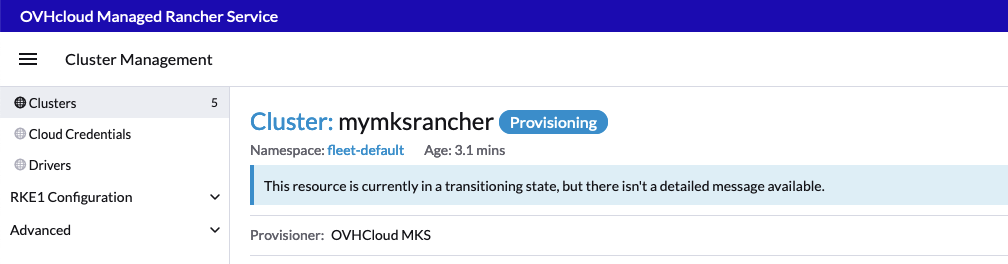 OVHcloud Managed Rancher Service
Cluster Management
Clusters 5
Cloud Credentials
Drivers
RKE1 Configuration
Advanced
Cluster: mymksrancher Provisioning
Namespace: fleet-default Age: 3.1 mins
This resource is currently in a transitioning state, but there isn't a detailed message available.
Provisioner: OVHCloud MKS